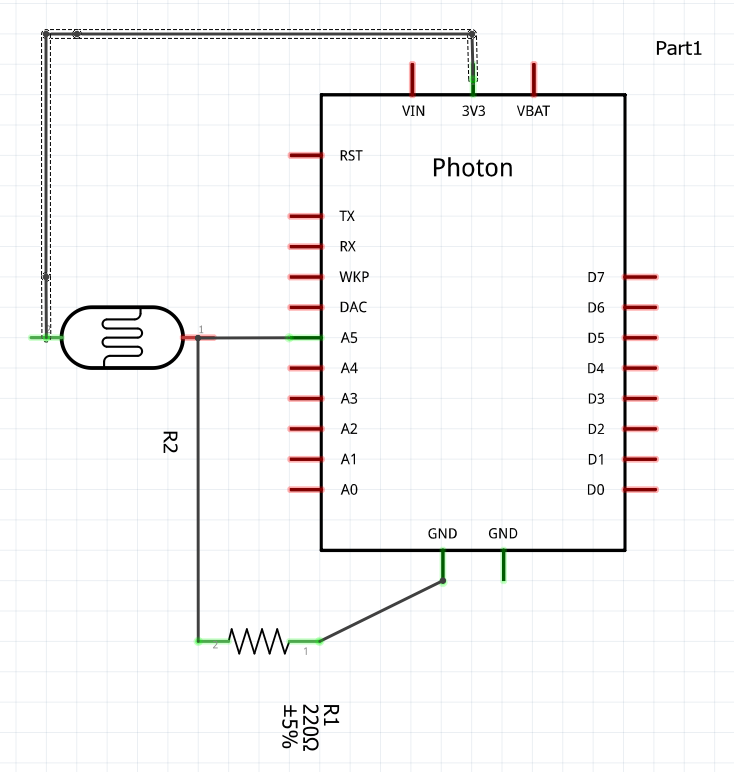 Part1
VIN 3V3 VBAT
RST
Photon
TX
RX
WKP D7
DAC D6
1
A5 D5
A4 D4
A3 D3
A2 D2
R2
A1 D1
A0 D0
GND GND
2 1
R1
220Ω
±5%